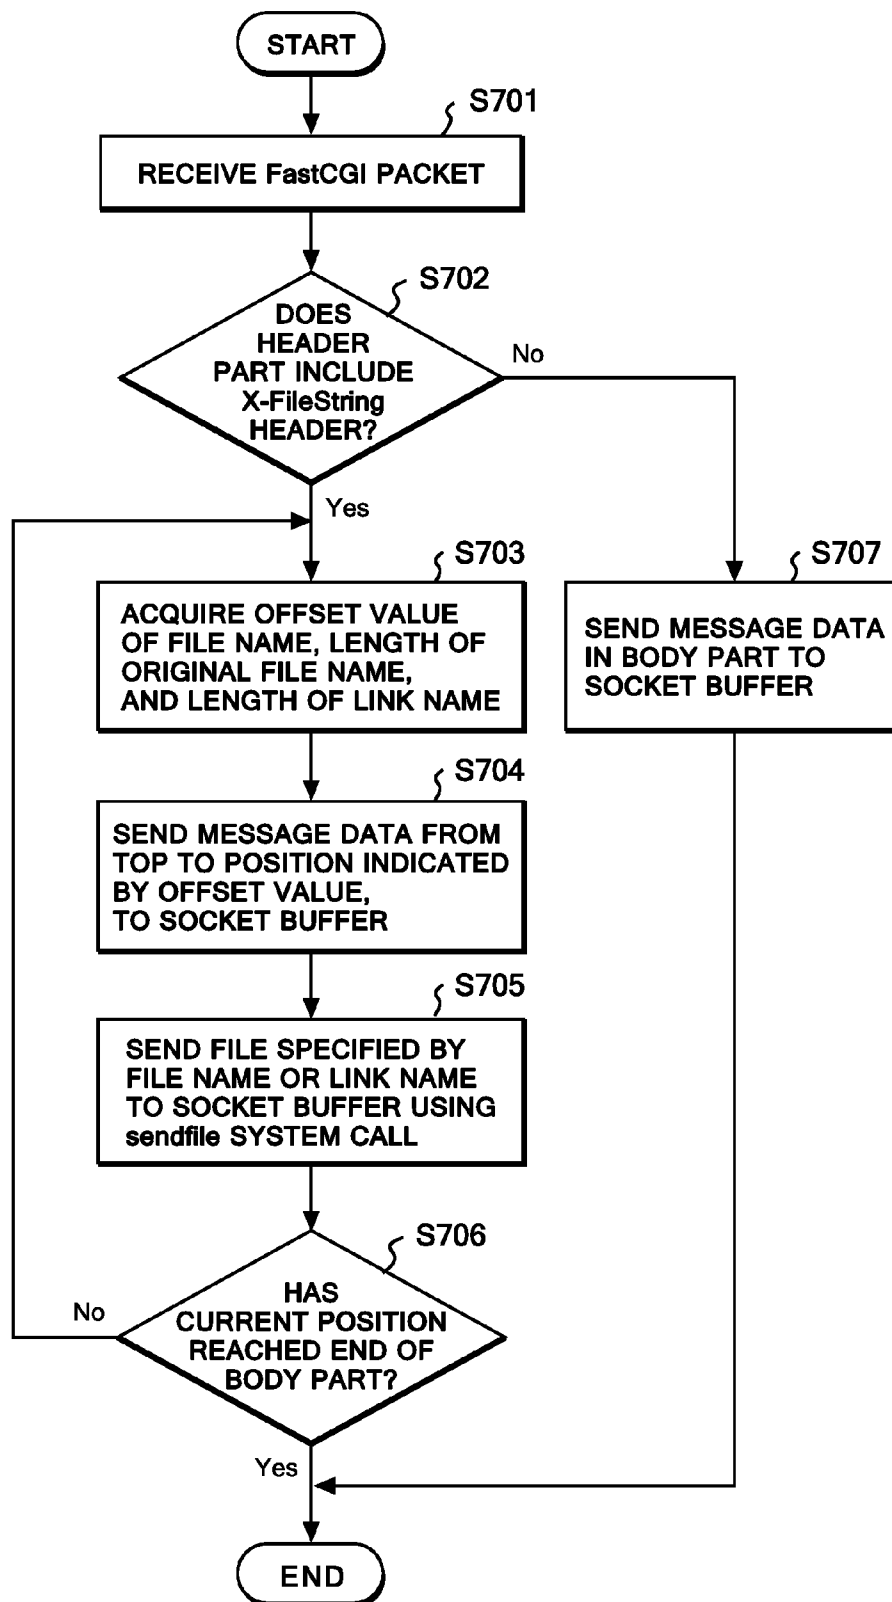 START
S701
RECEIVE FastCGI PACKET
S702
DOES
HEADER
PART INCLUDE
X-FileString
HEADER?
No
Yes
S703
ACQUIRE OFFSET VALUE
OF FILE NAME, LENGTH OF
ORIGINAL FILE NAME,
AND LENGTH OF LINK NAME
S707
SEND MESSAGE DATA
IN BODY PART TO
SOCKET BUFFER
S704
SEND MESSAGE DATA FROM
TOP TO POSITION INDICATED
BY OFFSET VALUE,
TO SOCKET BUFFER
S705
SEND FILE SPECIFIED BY
FILE NAME OR LINK NAME
TO SOCKET BUFFER USING
sendfile SYSTEM CALL
S706
HAS
CURRENT POSITION
REACHED END OF
BODY PART?
No
Yes
END